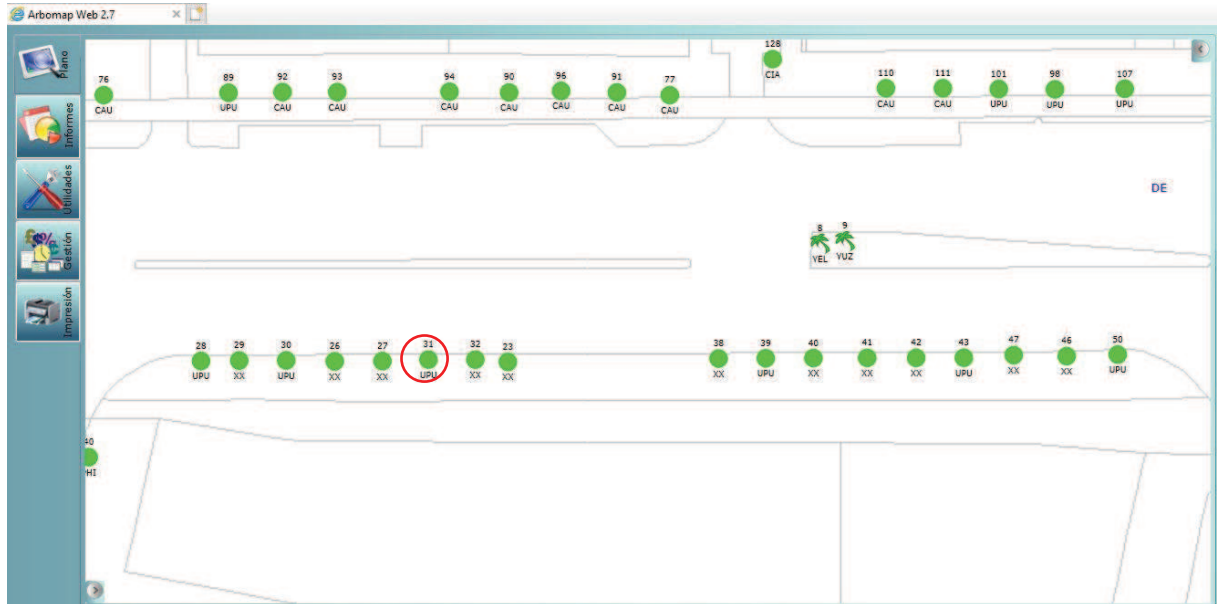 Arbomap Web 2.7
Plano
Informes
Utilidades
Gestión
Impresión
128
CIA
76 89 92 93 94 90 96 91 77 110 111 101 98 107
CAU UPU CAU CAU CAU CAU CAU CAU CAU CAU CAU UPU UPU UPU
DE
8 9
YEL YUZ
28 29 30 26 27 31 32 23 38 39 40 41 42 43 47 46 50
UPU XX UPU XX XX UPU XX XX XX UPU XX XX XX UPU XX XX UPU
40
HI